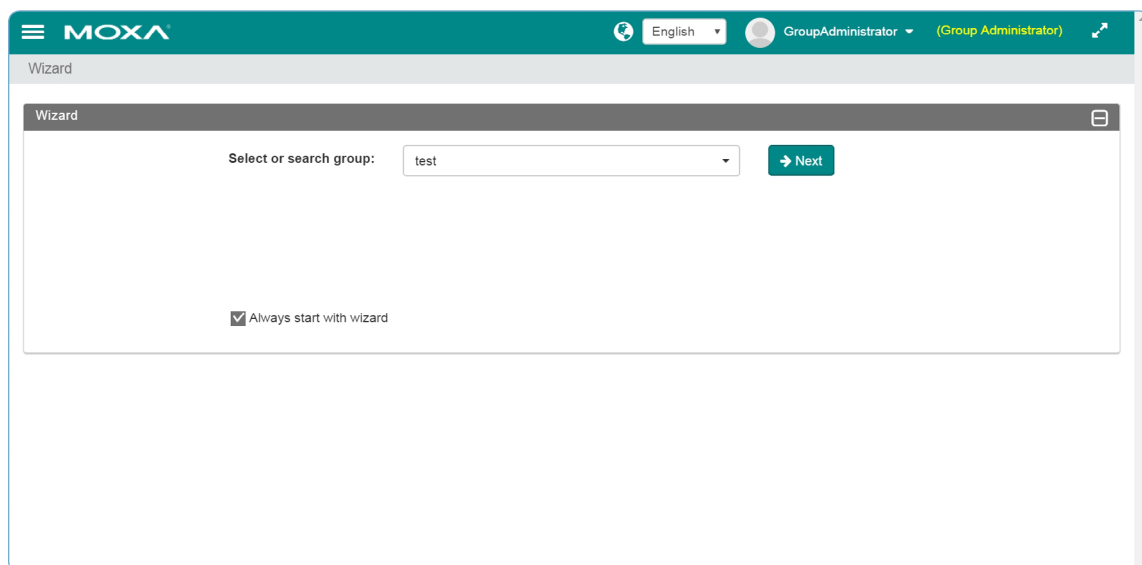 MOXA® English GroupAdministrator (Group Administrator)
Wizard
Wizard
Select or search group: test Next
Always start with wizard